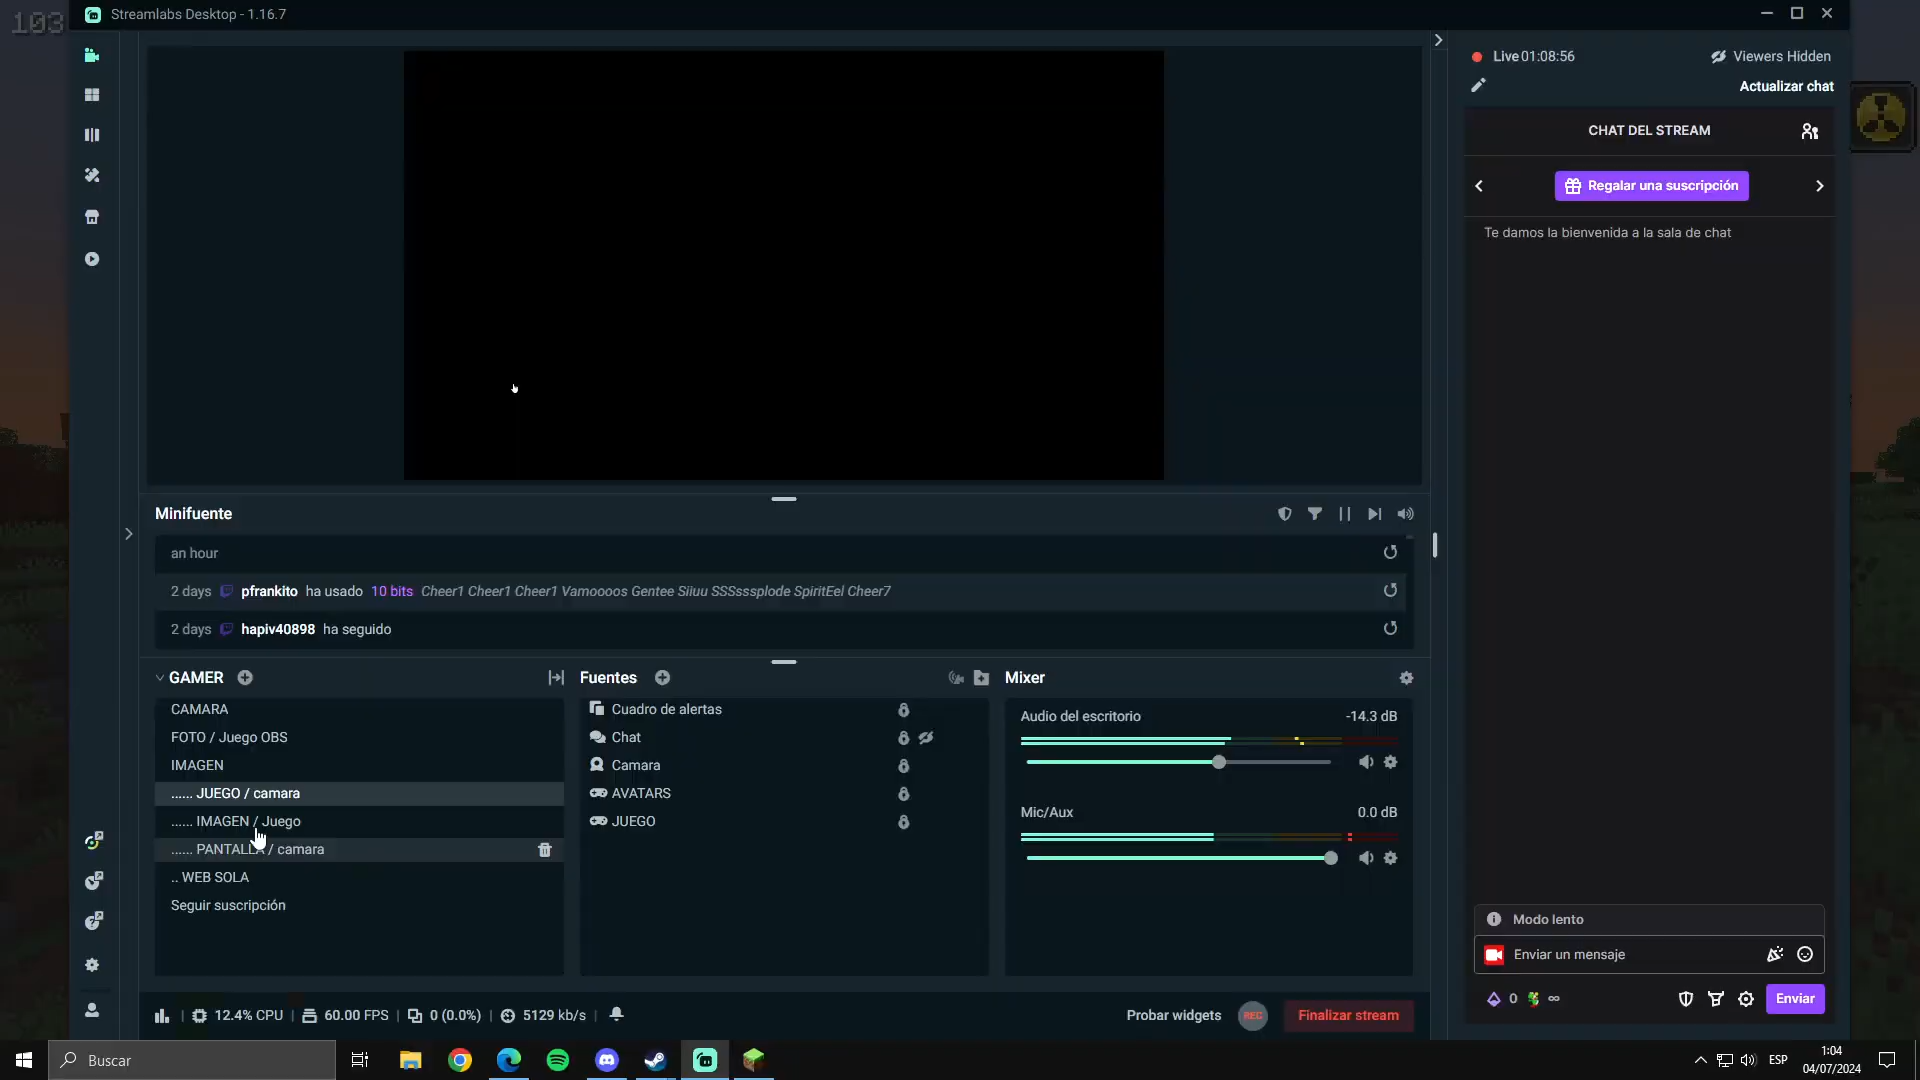 103
Streamlabs Desktop - 1.16.7
Live 01:08:56
Viewers Hidden
Actualizar chat
CHAT DEL STREAM
Regalar una suscripción
Te damos la bienvenida a la sala de chat
Minifuente
an hour
2 days pfrankito ha usado 10 bits Cheer1 Cheer1 Cheer1 Vamoooos Gentee Siiuu SSSsssplode SpiritEel Cheer7
2 days hapiv40898 ha seguido
GAMER
CAMARA
FOTO / Juego OBS
IMAGEN
...... JUEGO / camara
...... IMAGEN / Juego
...... PANTALLA / camara
.. WEB SOLA
Seguir suscripción
Fuentes
Cuadro de alertas
Chat
Camara
AVATARS
JUEGO
Mixer
Audio del escritorio -14.3 dB
Mic/Aux 0.0 dB
Modo lento
Enviar un mensaje
0 ∞
Enviar
12.4% CPU | 60.00 FPS | 0 (0.0%) | 5129 kb/s |
Probar widgets
REC
Finalizar stream
Buscar
ESP
1:04
04/07/2024